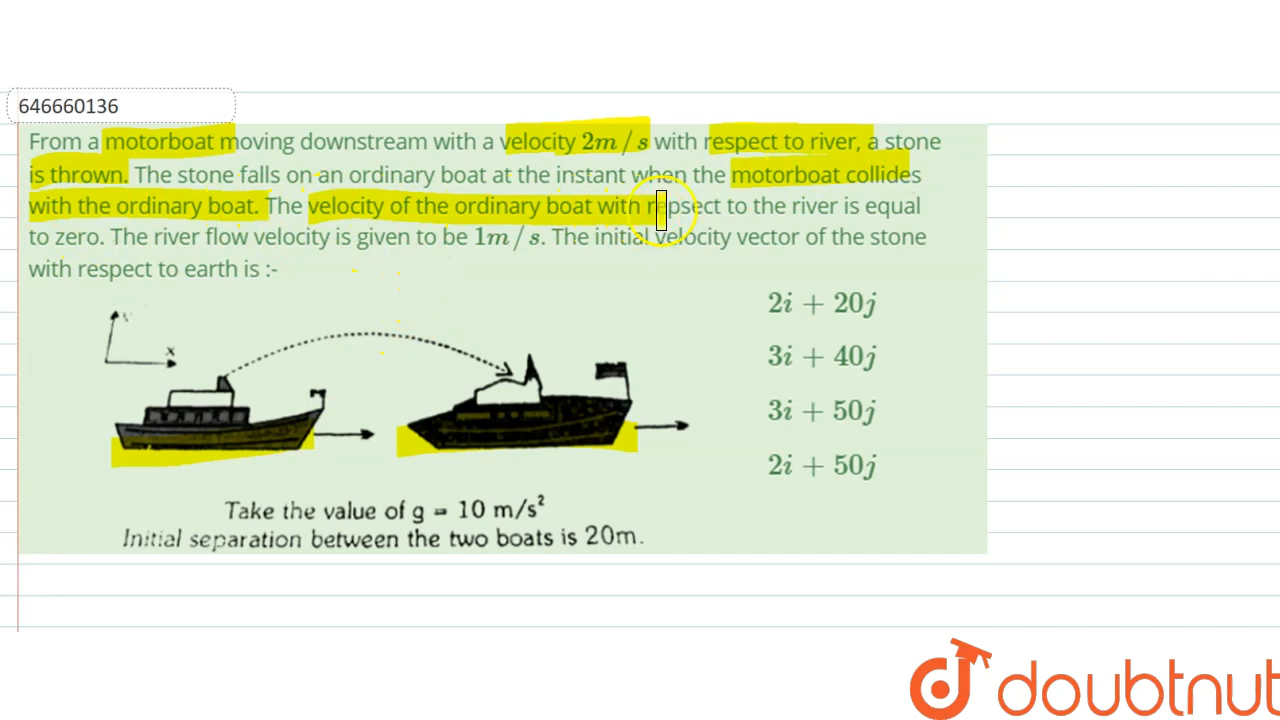 646660136
From a motorboat moving downstream with a velocity 2m/s with respect to river, a stone
is thrown. The stone falls on an ordinary boat at the instant when the motorboat collides
with the ordinary boat. The velocity of the ordinary boat with repsect to the river is equal
to zero. The river flow velocity is given to be 1m/s. The initial velocity vector of the stone
with respect to earth is :-
x
2i + 20j
3i + 40j
3i + 50j
2i + 50j
Take the value of g = 10 m/s²
Initial separation between the two boats is 20m.
doubtnut